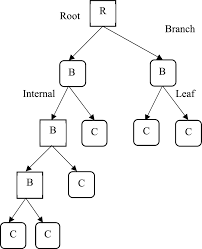 Root R
Branch
B B
Internal Leaf
B C C C
B C
C C